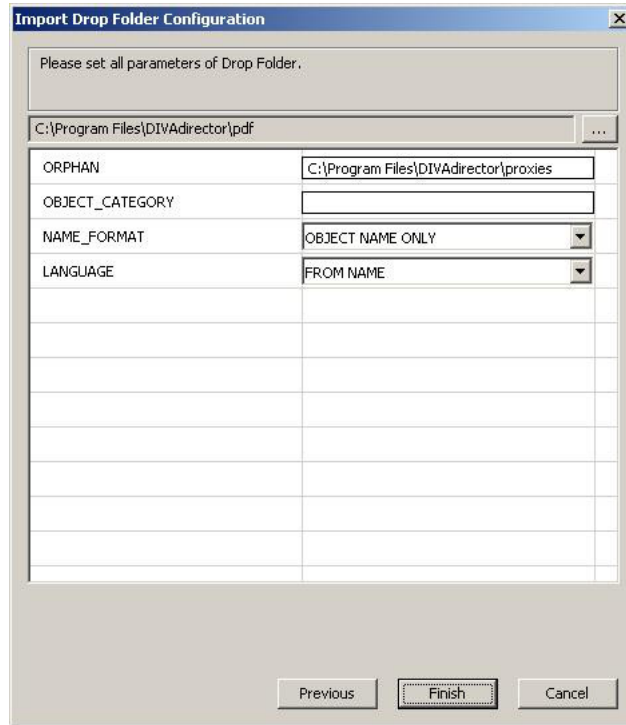 Import Drop Folder Configuration
Please set all parameters of Drop Folder.
C:\Program Files\DIVAdirector\pdf ...
ORPHAN C:\Program Files\DIVAdirector\proxies
OBJECT_CATEGORY
NAME_FORMAT OBJECT NAME ONLY
LANGUAGE FROM NAME
Previous Finish Cancel